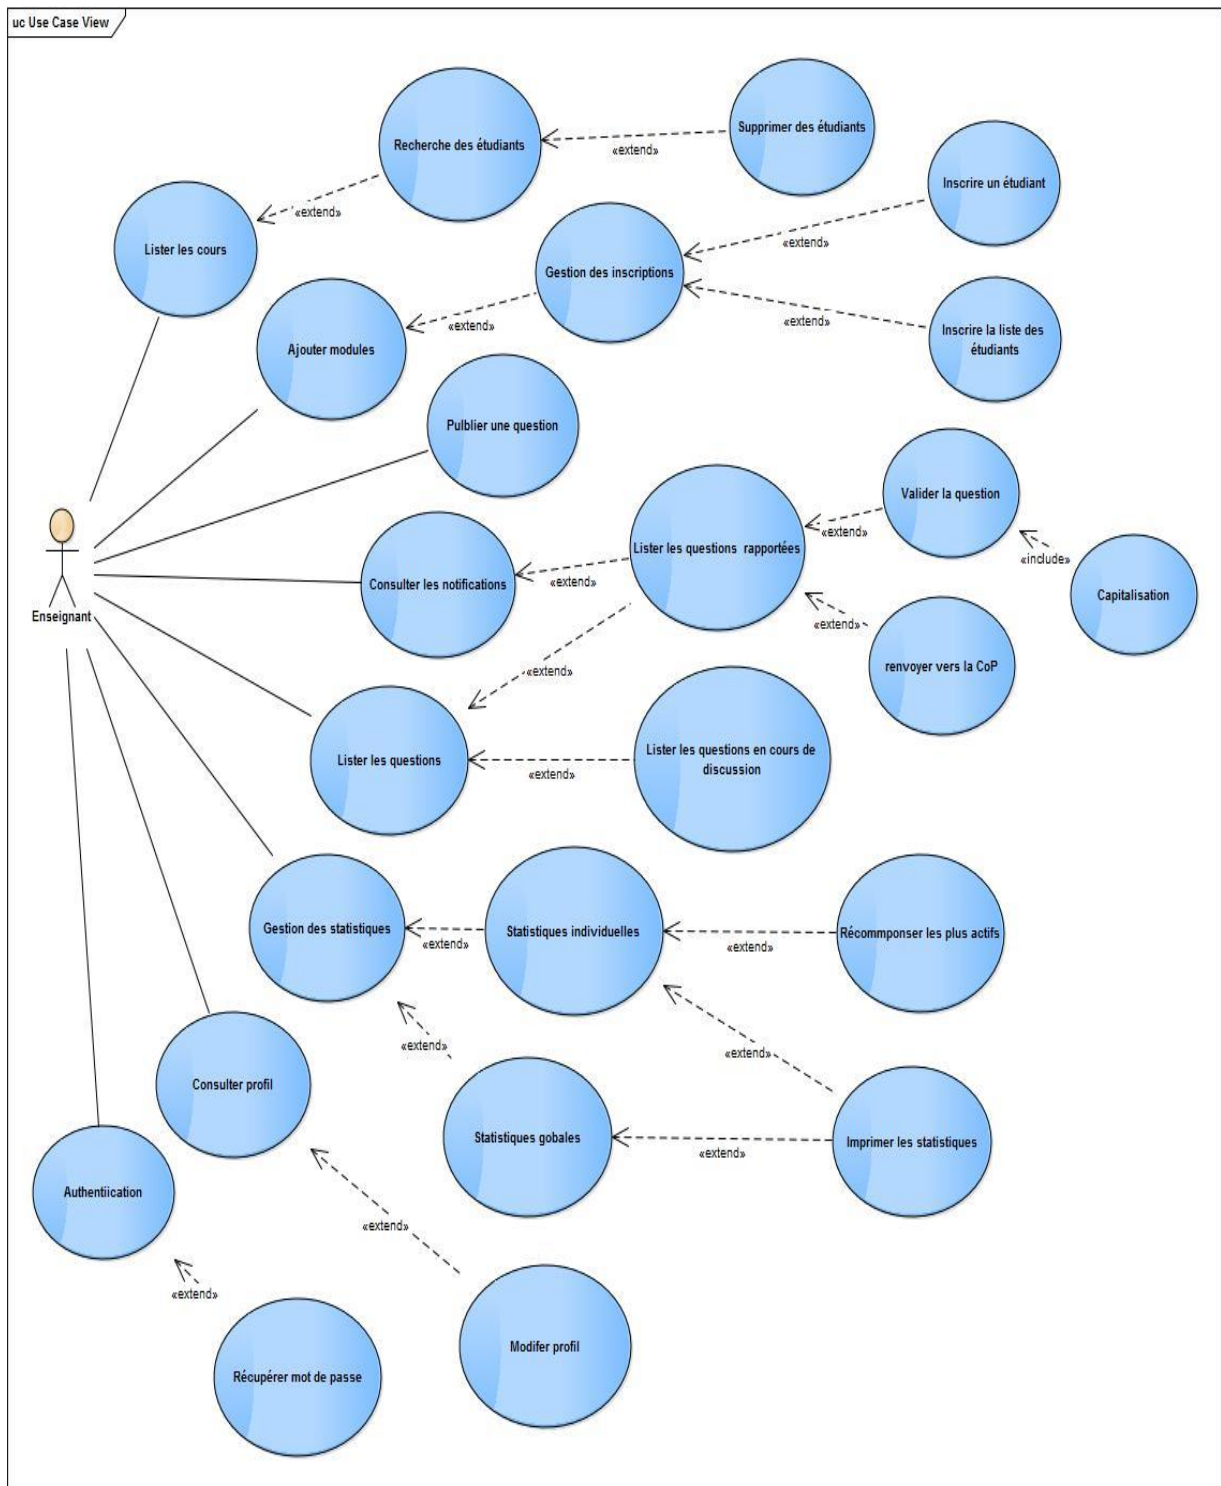 uc Use Case View
Supprimer des étudiants
Recherche des étudiants
«extend»
Inscrire un étudiant
«extend»
Lister les cours
«extend»
Gestion des inscriptions
«extend»
«extend»
Inscrire la liste des
étudiants
Ajouter modules
Pulblier une question
Valider la question
«extend»
Lister les questions  rapportées
«include»
Consulter les notifications
«extend»
Capitalisation
Enseignant
«extend»
renvoyer vers la CoP
«extend»
Lister les questions
«extend»
Lister les questions en cours de
discussion
Gestion des statistiques
«extend»
Statistiques individuelles
«extend»
Récommponser les plus actifs
«extend»
«extend»
Consulter profil
Statistiques gobales
«extend»
Imprimer les statistiques
Authentiication
«extend»
«extend»
Modifer profil
Récupérer mot de passe